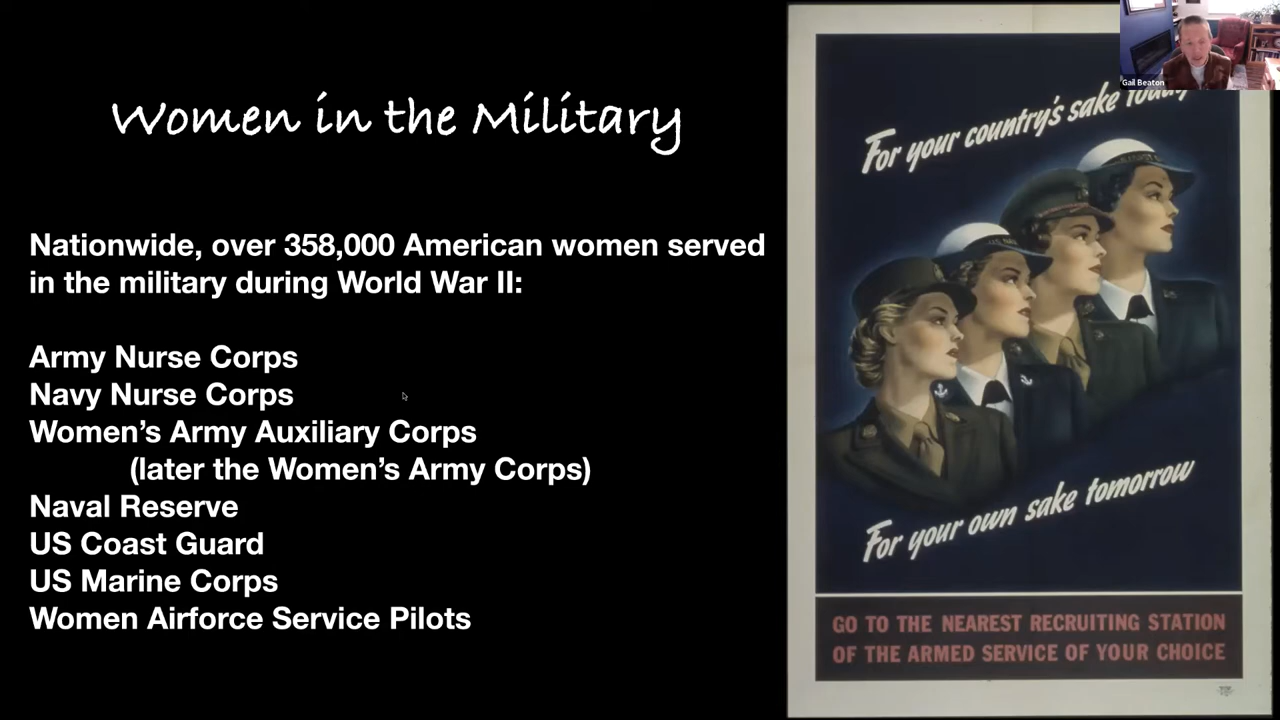 Women in the Military
Nationwide, over 358,000 American women served
in the military during World War II:
Army Nurse Corps
Navy Nurse Corps
Women’s Army Auxiliary Corps
(later the Women’s Army Corps)
Naval Reserve
US Coast Guard
US Marine Corps
Women Airforce Service Pilots
Gail Beaton
For your country's sake today
For your own sake tomorrow
GO TO THE NEAREST RECRUITING STATION
OF THE ARMED SERVICE OF YOUR CHOICE